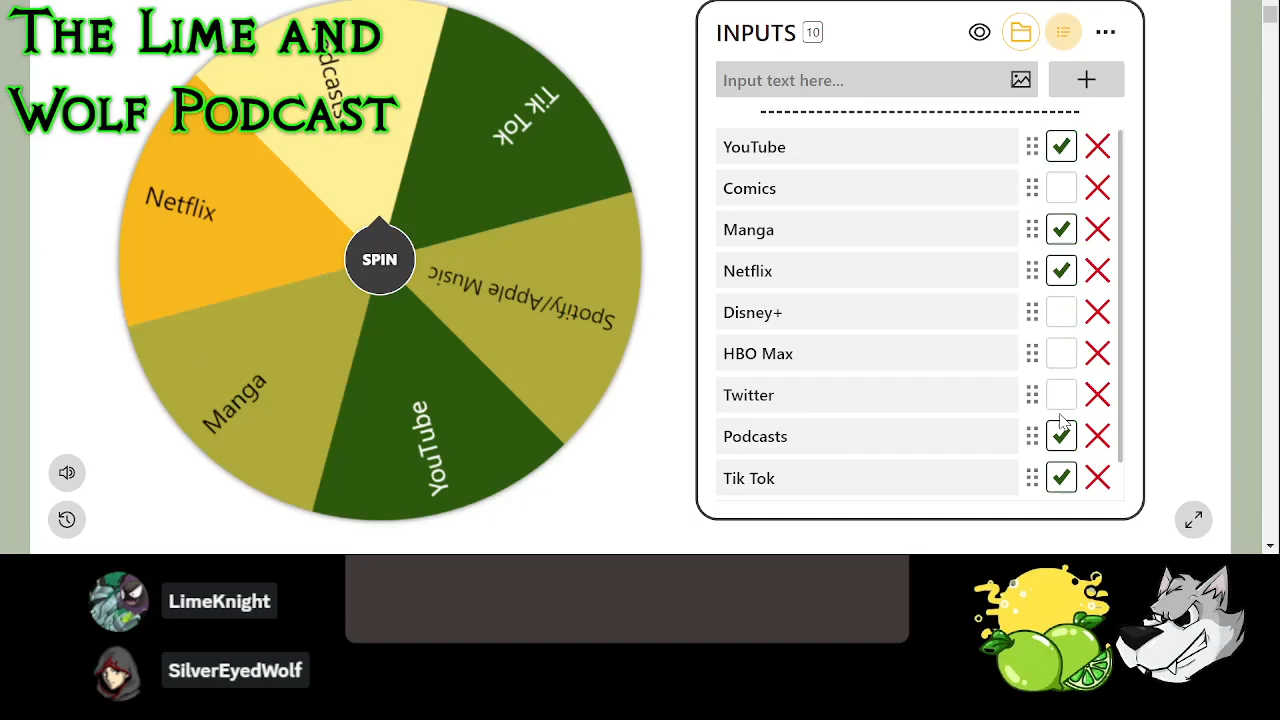 The Lime and
Wolf Podcast
Podcasts
Tik Tok
Netflix
SPIN
Spotify/Apple Music
Manga
YouTube
INPUTS 10
Input text here...
YouTube
Comics
Manga
Netflix
Disney+
HBO Max
Twitter
Podcasts
Tik Tok
LimeKnight
SilverEyedWolf